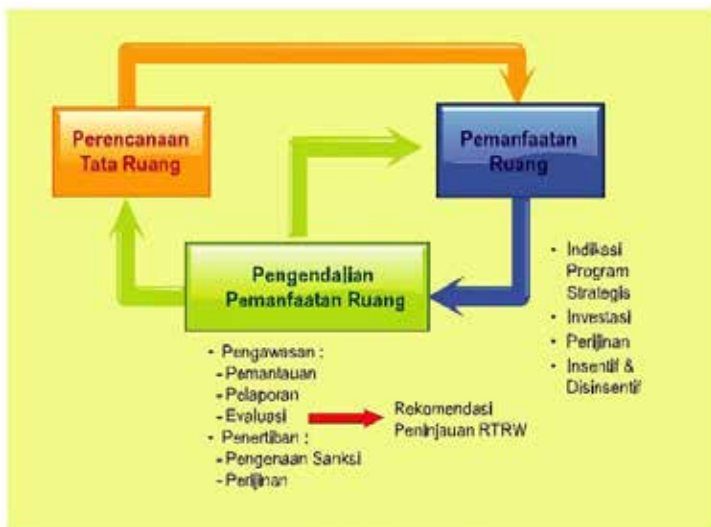 Perencanaan
Tata Ruang
Pemanfaatan
Ruang
Pengendalian
Pemanfaatan Ruang
• Indikasi
Program
Strategis
• Investasi
• Perijinan
• Insentif &
Disinsentif
• Pengawasan :
-Pemantauan
-Pelaporan
-Evaluasi
Rekomendasi
Peninjauan RTRW
• Penertiban :
-Pengenaan Sanksi
-Perijinan